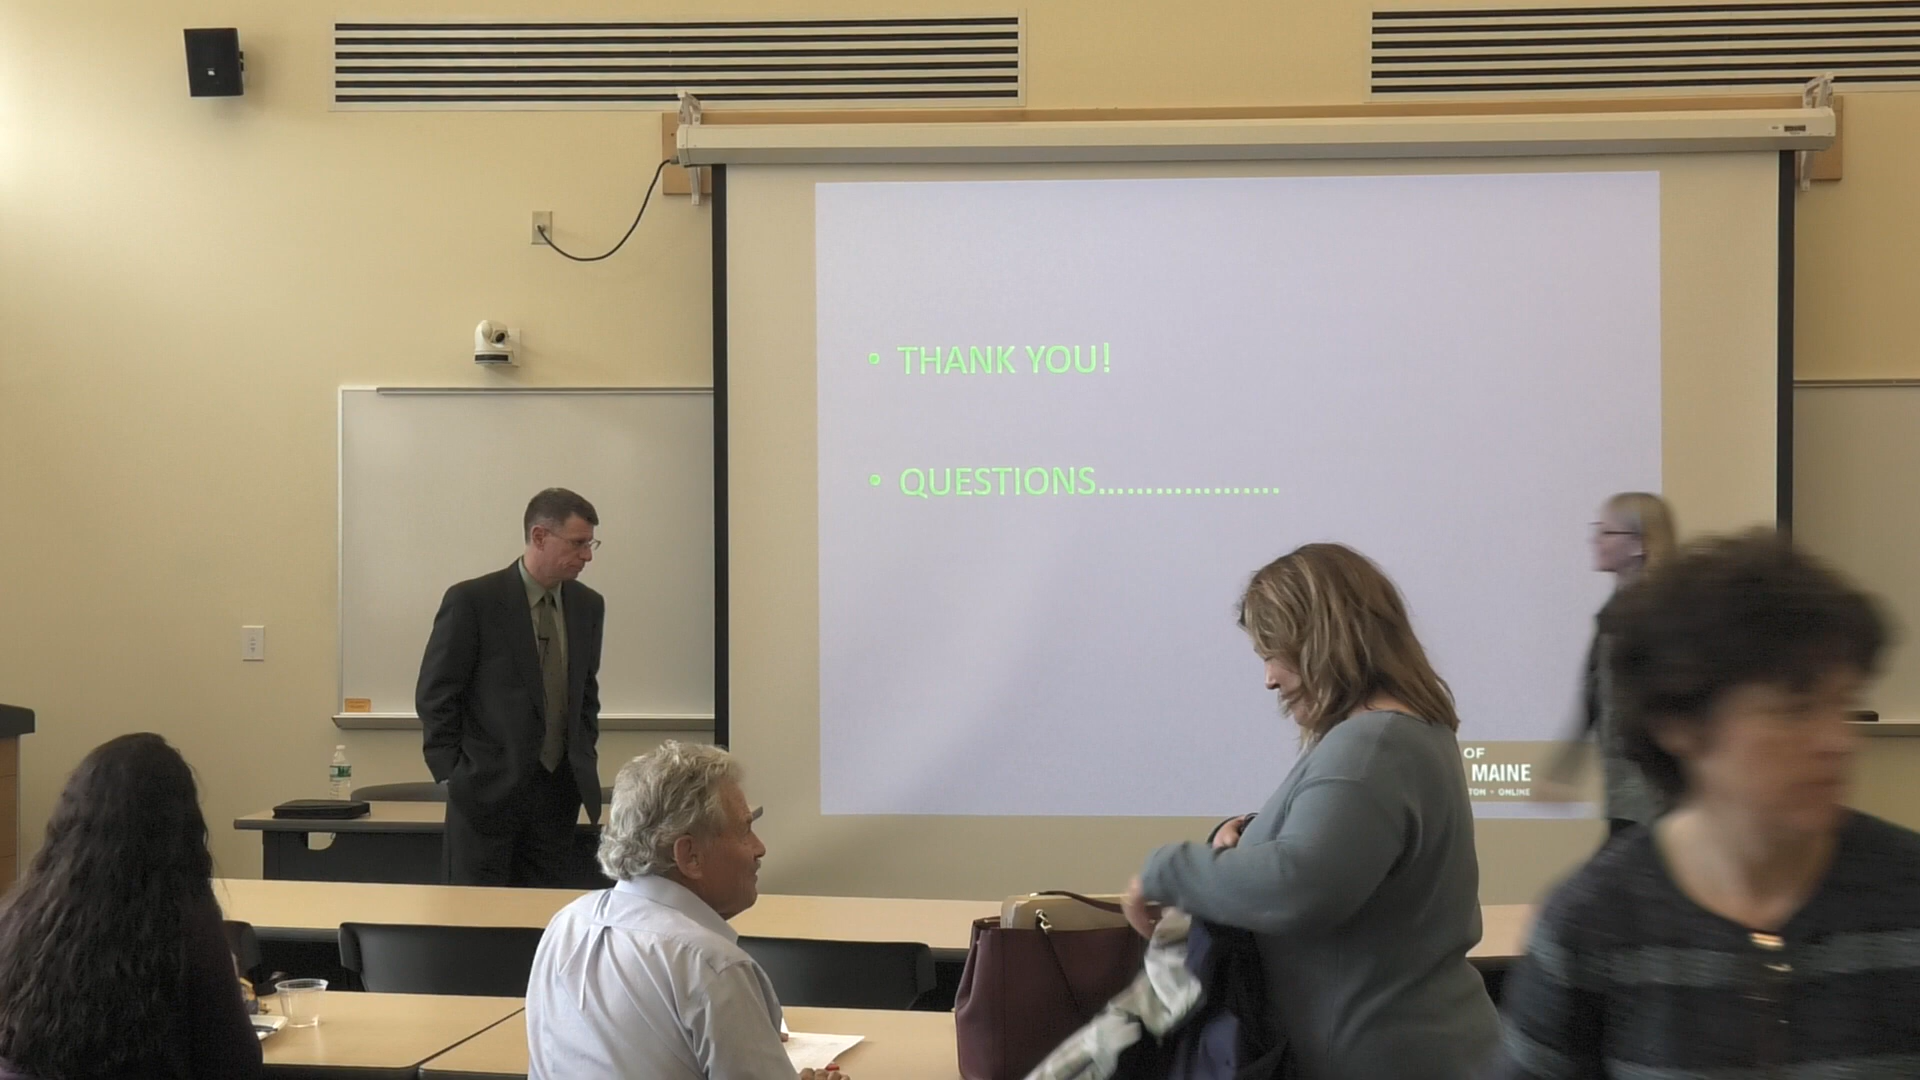 • THANK YOU!
• QUESTIONS...................
OF
MAINE
TON • ONLINE